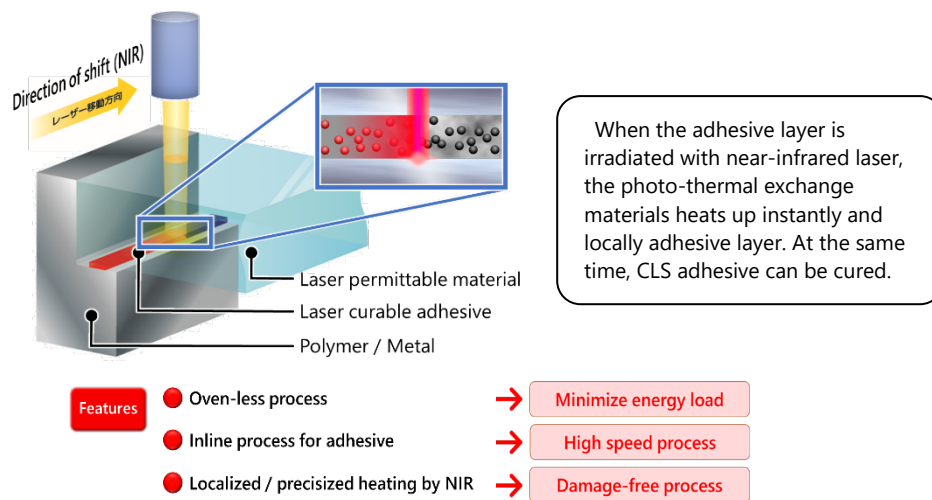 Direction of shift (NIR)
レーザー移動方向
When the adhesive layer is
irradiated with near-infrared laser,
the photo-thermal exchange
materials heats up instantly and
locally adhesive layer. At the same
time, CLS adhesive can be cured.
Laser permittable material
Laser curable adhesive
Polymer / Metal
Features
Oven-less process
Minimize energy load
Inline process for adhesive
High speed process
Localized / precisized heating by NIR
Damage-free process